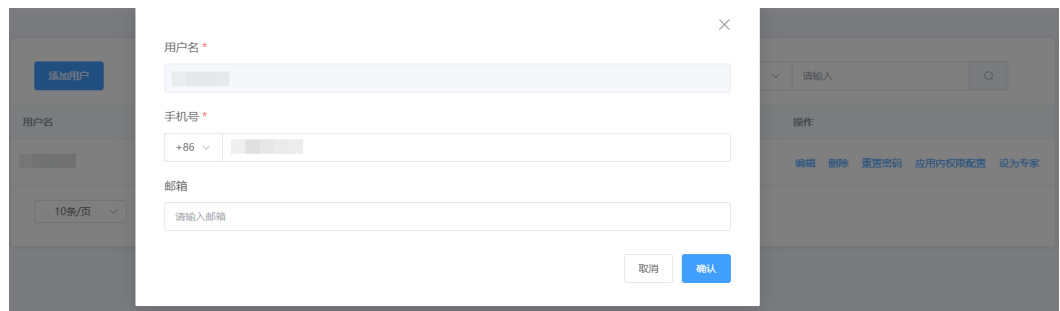 用户名 *
添加用户
请输入
手机号 *
用户名
操作
+86
编辑 删除 重置密码 应用内权限配置 设为专家
邮箱
10条/页
请输入邮箱
取消 确认